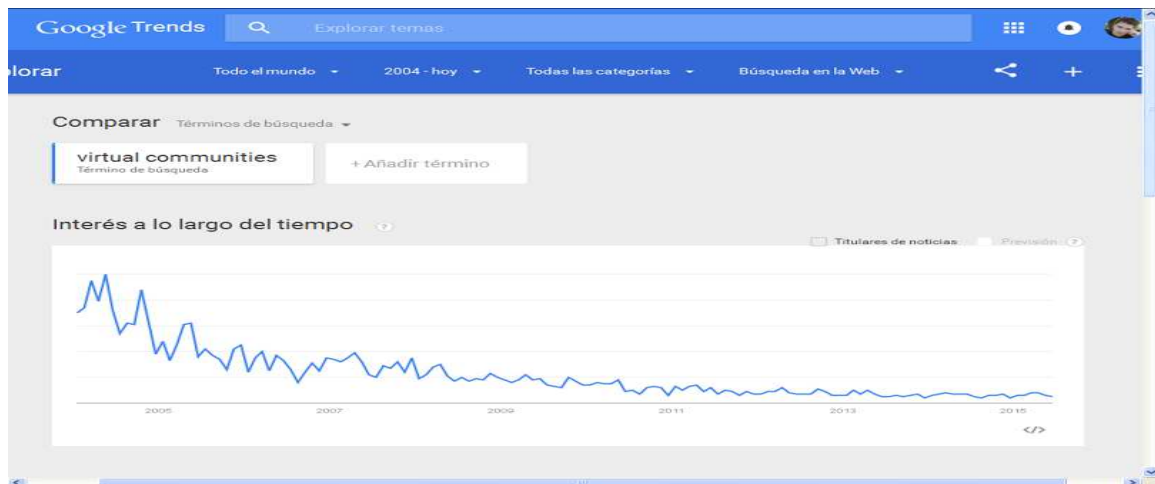 Google Trends Explorar temas
lorar Todo el mundo 2004 - hoy Todas las categorías Búsqueda en la Web
Comparar Términos de búsqueda
virtual communities
Término de búsqueda
+ Añadir término
Interés a lo largo del tiempo ?
Titulares de noticias Previsión ?
2005 2007 2009 2011 2013 2015
</>